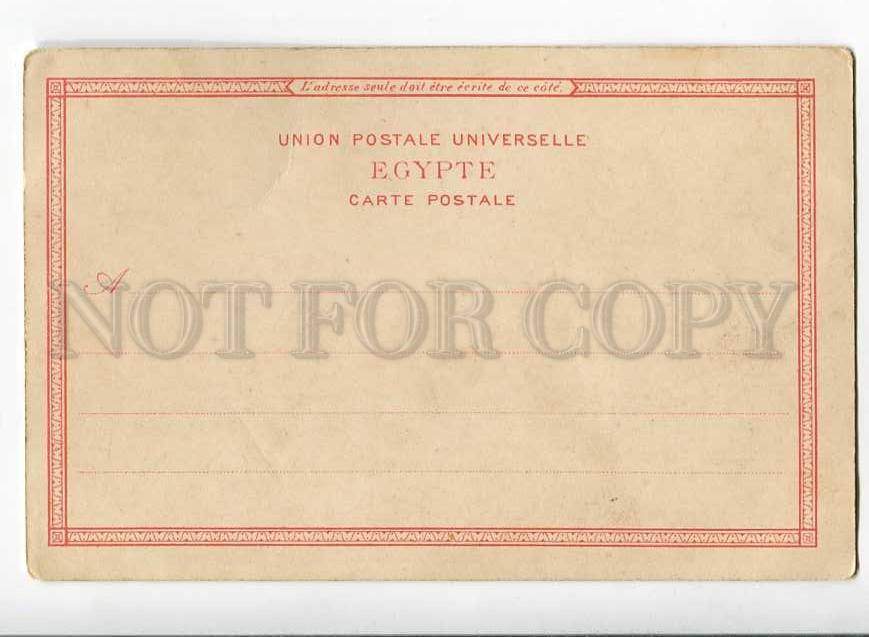 L'adresse seule doit être écrite de ce côté.
UNION POSTALE UNIVERSELLE
EGYPTE
CARTE POSTALE
A
NOT FOR COPY